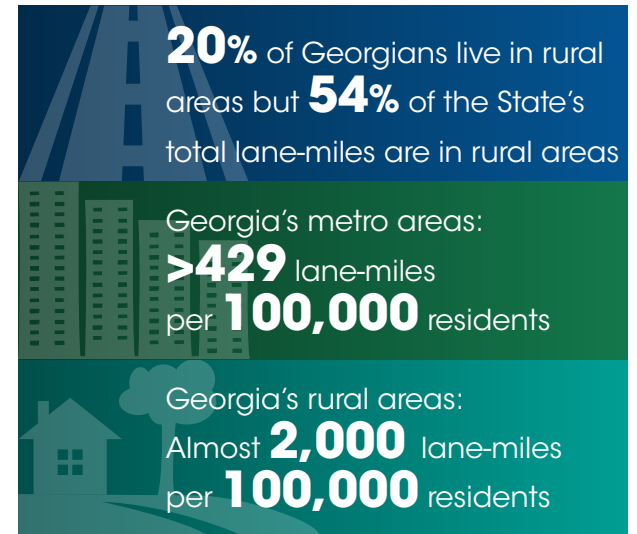 20% of Georgians live in rural
areas but 54% of the State’s
total lane-miles are in rural areas
Georgia’s metro areas:
>429 lane-miles
per 100,000 residents
Georgia’s rural areas:
Almost 2,000 lane-miles
per 100,000 residents